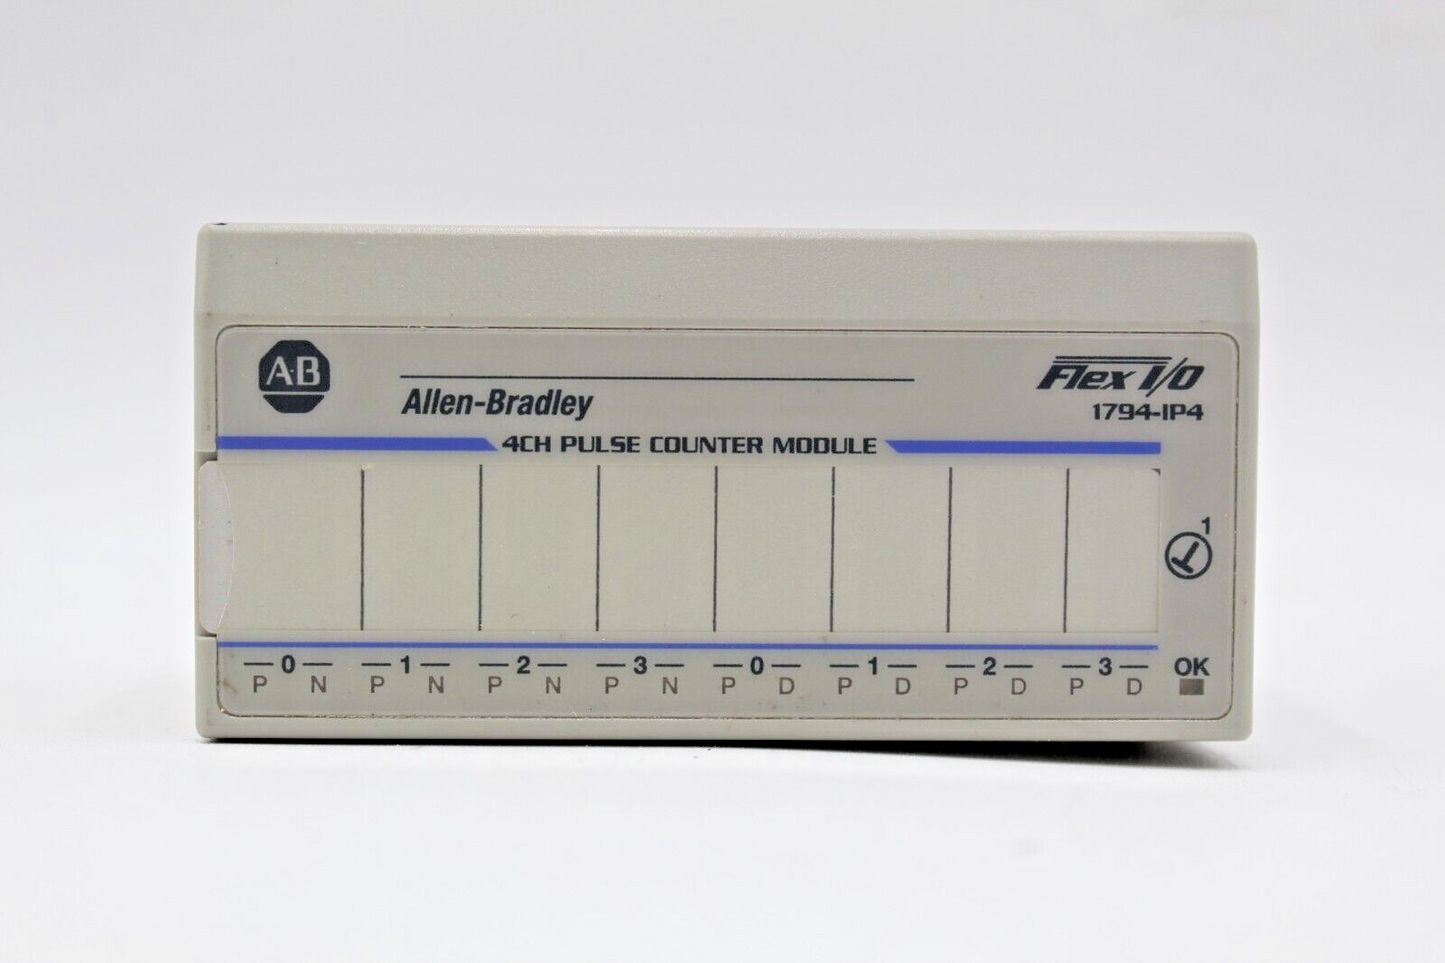 A·B
Allen-Bradley
Flex I/O
1794-IP4
4CH PULSE COUNTER MODULE
1
0 1 2 3 0 1 2 3 OK
P N P N P N P N P D P D P D P D